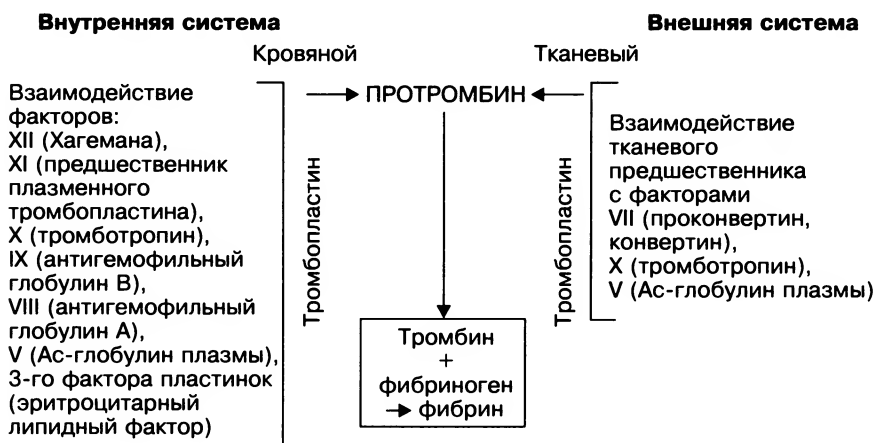 Внутренняя система
Внешняя система
Кровяной
Тканевый
Взаимодействие
факторов:
XII (Хагемана),
XI (предшественник
плазменного
тромбопластина),
X (тромботропин),
IX (антигемофильный
глобулин B),
VIII (антигемофильный
глобулин A),
V (Ас-глобулин плазмы),
3-го фактора пластинок
(эритроцитарный
липидный фактор)
Тромбопластин
ПРОТРОМБИН
Тромбин
+
фибриноген
→ фибрин
Тромбопластин
Взаимодействие
тканевого
предшественника
с факторами
VII (проконвертин,
конвертин),
X (тромботропин),
V (Ас-глобулин плазмы)